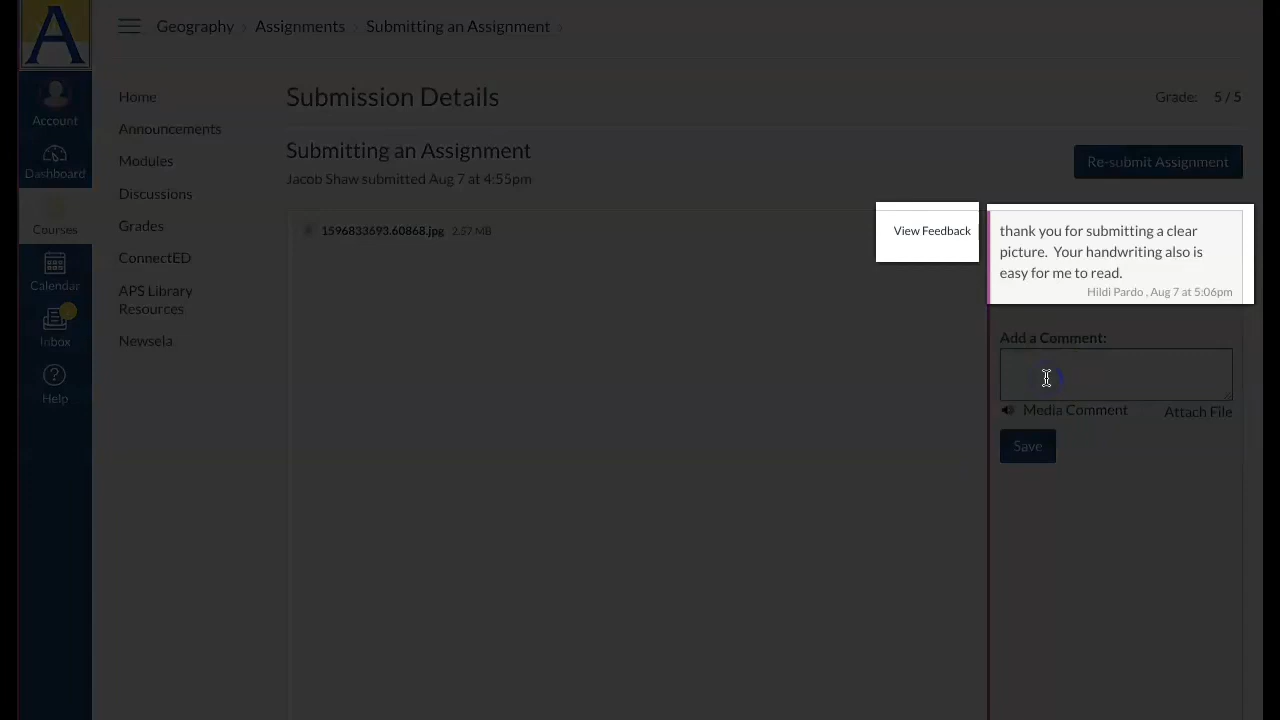 A
Geography › Assignments › Submitting an Assignment ›
Account
Dashboard
Courses
Calendar
Inbox
Help
Home
Announcements
Modules
Discussions
Grades
ConnectED
APS Library
Resources
Newsela
Submission Details
Grade: 5 / 5
Submitting an Assignment
Jacob Shaw submitted Aug 7 at 4:55pm
Re-submit Assignment
1596833693.60868.jpg 2.57 MB
View Feedback
thank you for submitting a clear
picture. Your handwriting also is
easy for me to read.
Hildi Pardo , Aug 7 at 5:06pm
Add a Comment:
Media Comment
Attach File
Save